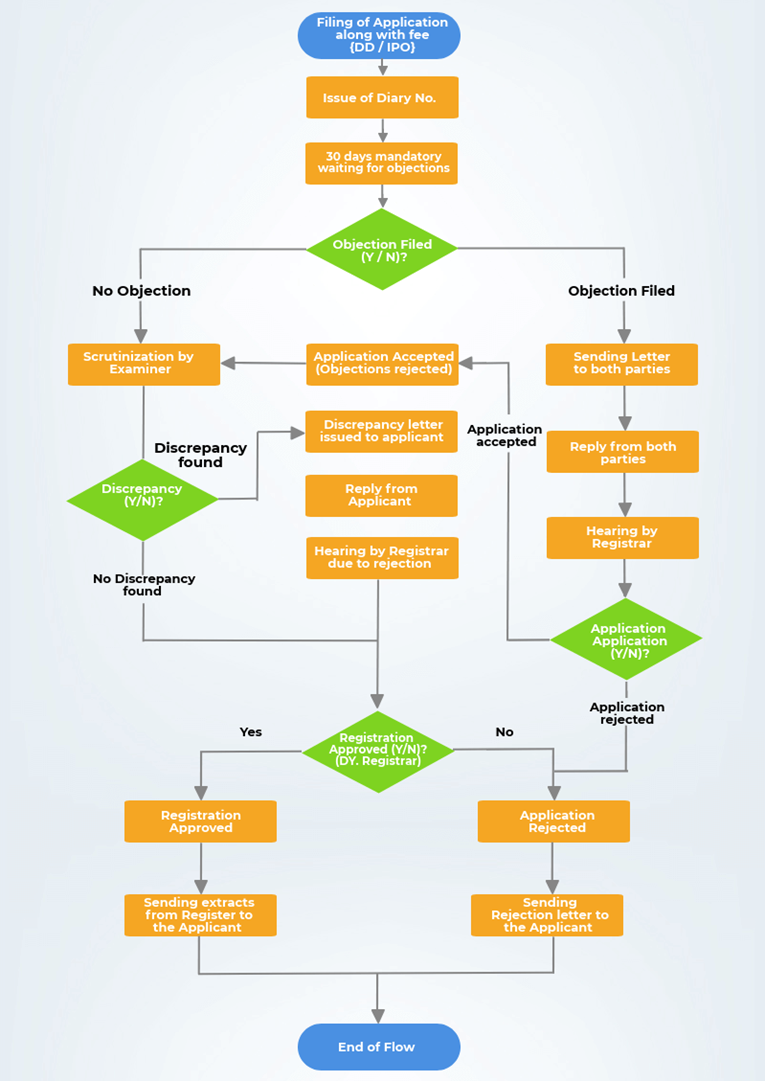 Filing of Application
along with fee
{DD / IPO}
Issue of Diary No.
30 days mandatory
waiting for objections
Objection Filed
(Y / N)?
No Objection
Objection Filed
Scrutinization by
Examiner
Application Accepted
(Objections rejected)
Sending Letter
to both parties
Discrepancy letter
issued to applicant
Application
accepted
Discrepancy
found
Reply from both
parties
Discrepancy
(Y/N)?
Reply from
Applicant
Hearing by
Registrar
Hearing by Registrar
due to rejection
No Discrepancy
found
Application
Application
(Y/N)?
Application
rejected
Yes
Registration
Approved (Y/N)?
(DY. Registrar)
No
Registration
Approved
Application
Rejected
Sending extracts
from Register to
the Applicant
Sending
Rejection letter to
the Applicant
End of Flow